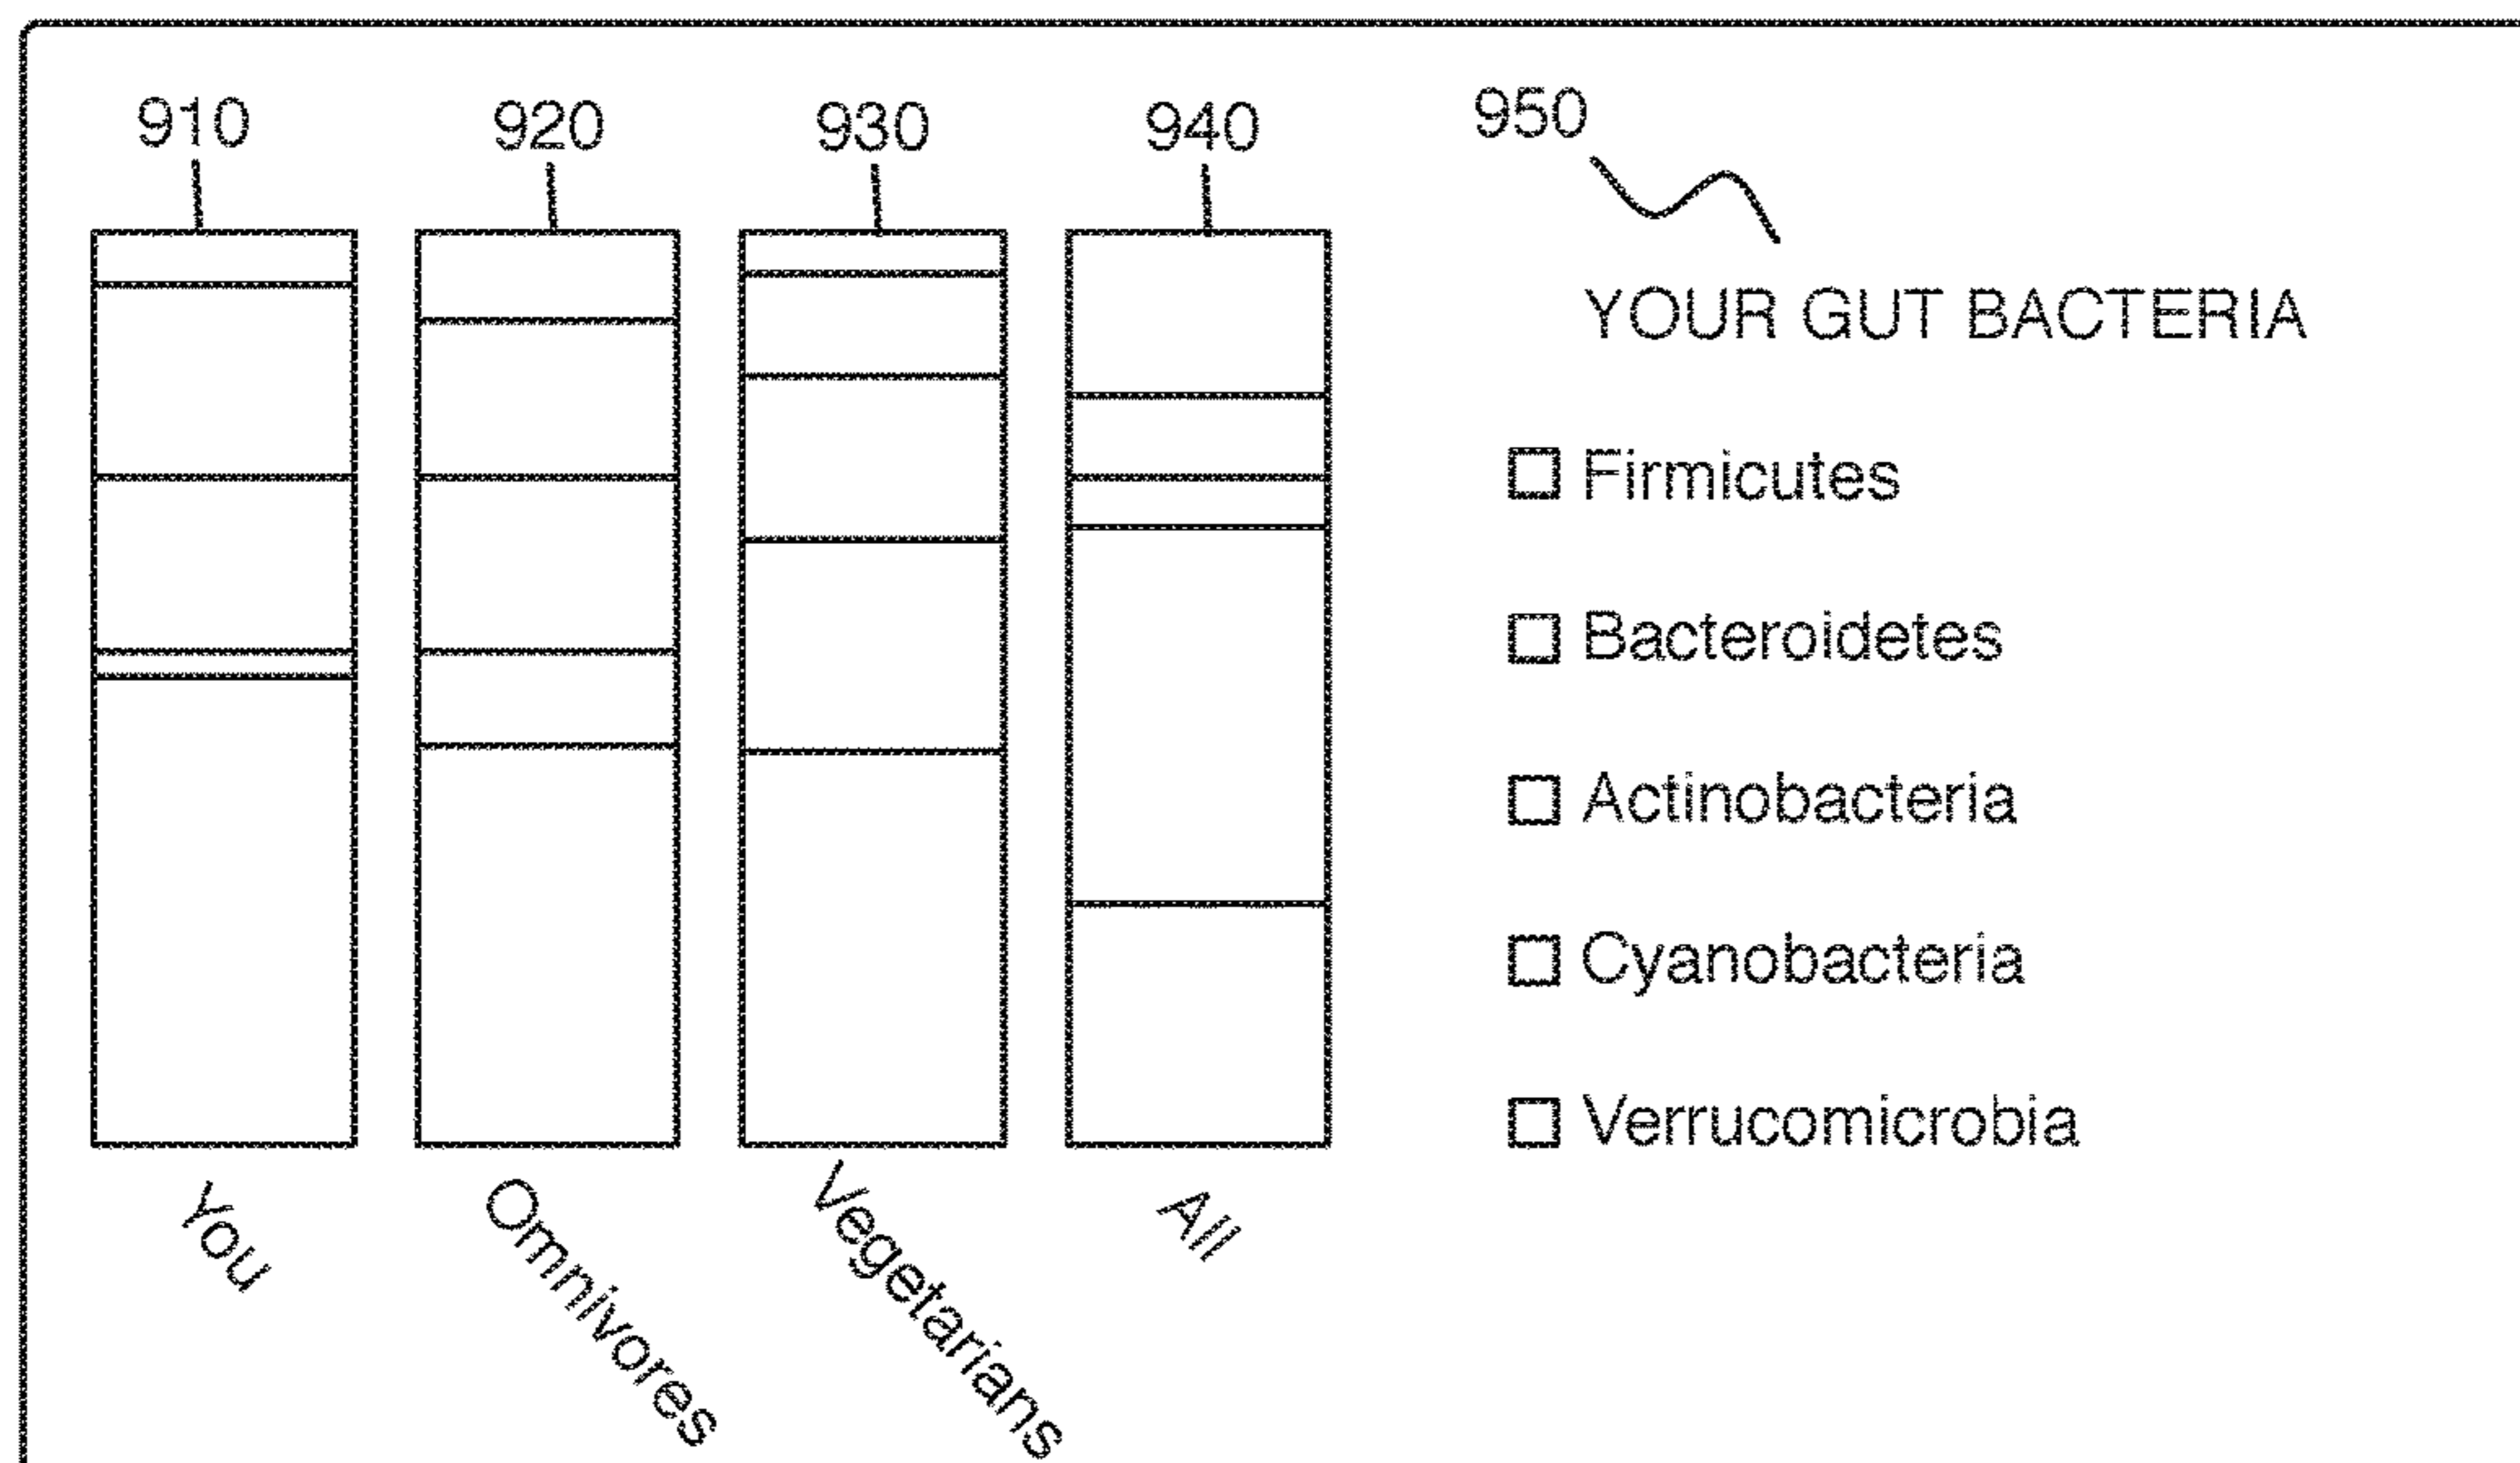 910
920
930
940
950
YOUR GUT BACTERIA
Firmicutes
Bacteroidetes
Actinobacteria
Cyanobacteria
Verrucomicrobia
You
Omnivores
Vegetarians
All